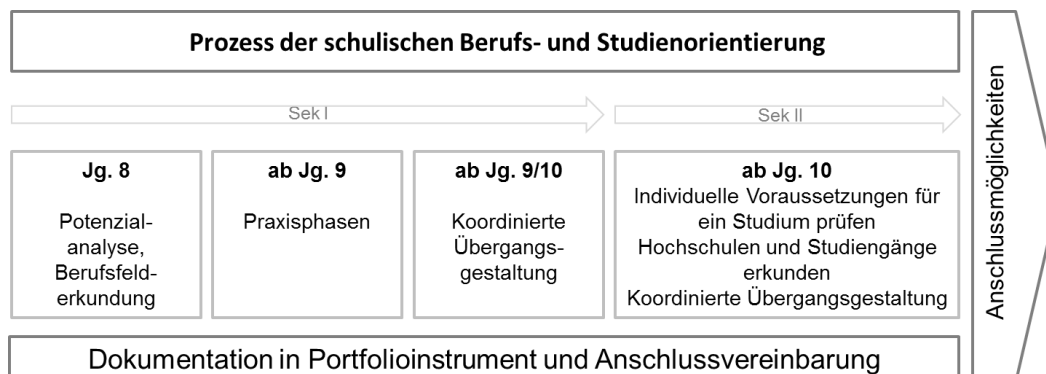 Prozess der schulischen Berufs- und Studienorientierung
Sek I
Sek II
Jg. 8
Potenzial-
analyse,
Berufsfeld-
erkundung
ab Jg. 9
Praxisphasen
ab Jg. 9/10
Koordinierte
Übergangs-
gestaltung
ab Jg. 10
Individuelle Voraussetzungen für
ein Studium prüfen
Hochschulen und Studiengänge
erkunden
Koordinierte Übergangsgestaltung
Dokumentation in Portfolioinstrument und Anschlussvereinbarung
Anschlussmöglichkeiten